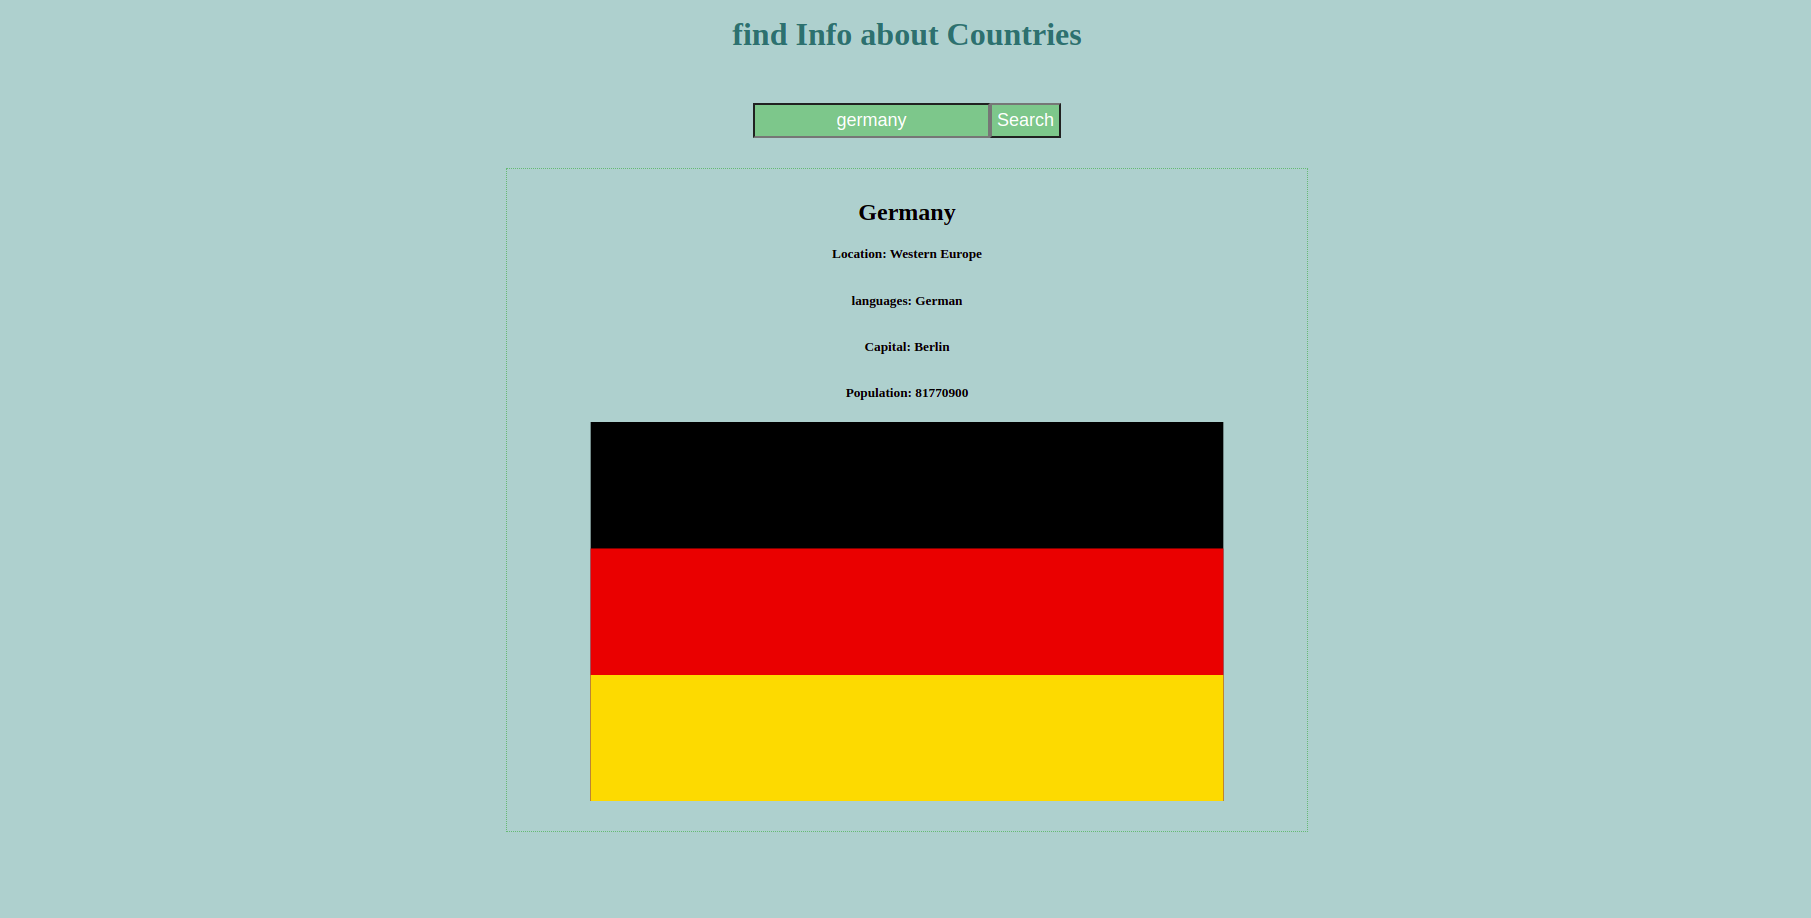 find Info about Countries
germany
Search
Germany
Location: Western Europe
languages: German
Capital: Berlin
Population: 81770900